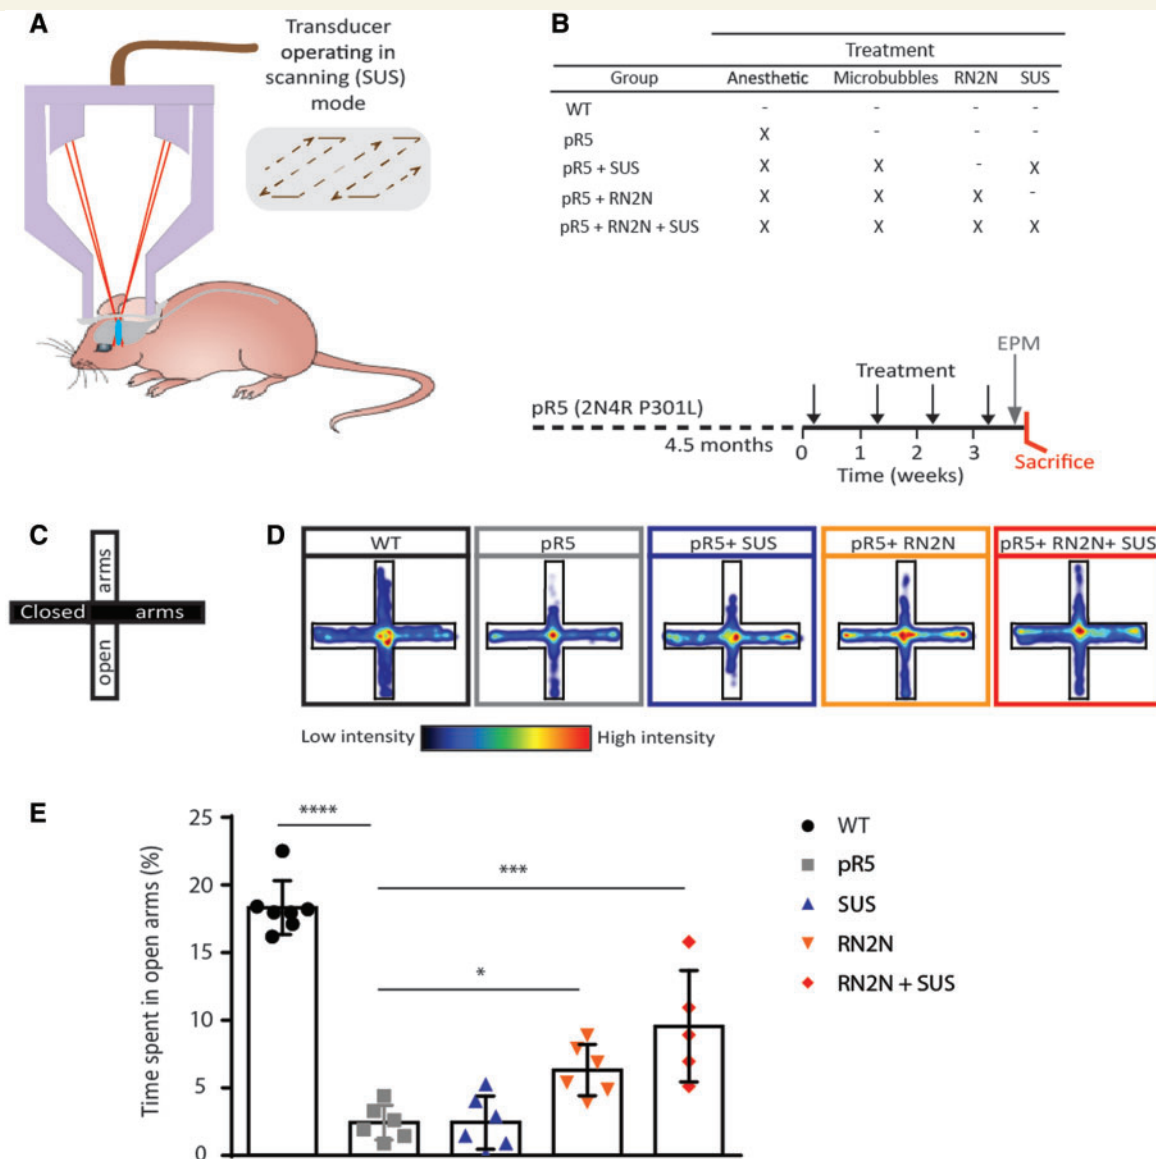 A
Transducer
operating in
scanning (SUS)
mode
B
Treatment
Group Anesthetic Microbubbles RN2N SUS
WT - - - -
pR5 X - - -
pR5 + SUS X X - X
pR5 + RN2N X X X -
pR5 + RN2N + SUS X X X X
EPM
Treatment
pR5 (2N4R P301L)
4.5 months
0 1 2 3
Time (weeks)
Sacrifice
C
arms
Closed arms
open
D
WT
pR5
pR5+ SUS
pR5+ RN2N
pR5+ RN2N+ SUS
Low intensity High intensity
E
Time spent in open arms (%)
25
20
15
10
5
0
****
***
*
WT
pR5
SUS
RN2N
RN2N + SUS